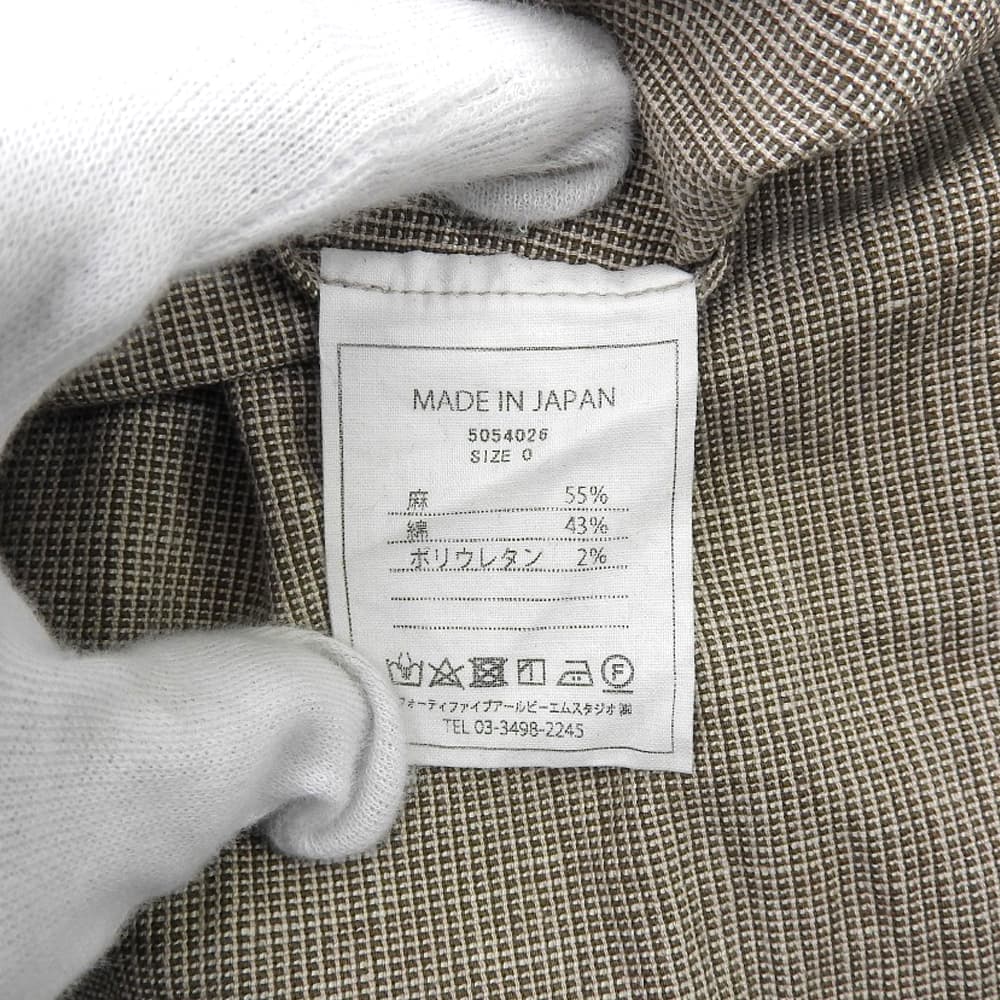 MADE IN JAPAN
5054026
SIZE 0
麻 55%
綿 43%
ポリウレタン 2%
F
フォーティファイブアールピーエムスタジオ㈱
TEL 03-3498-2245